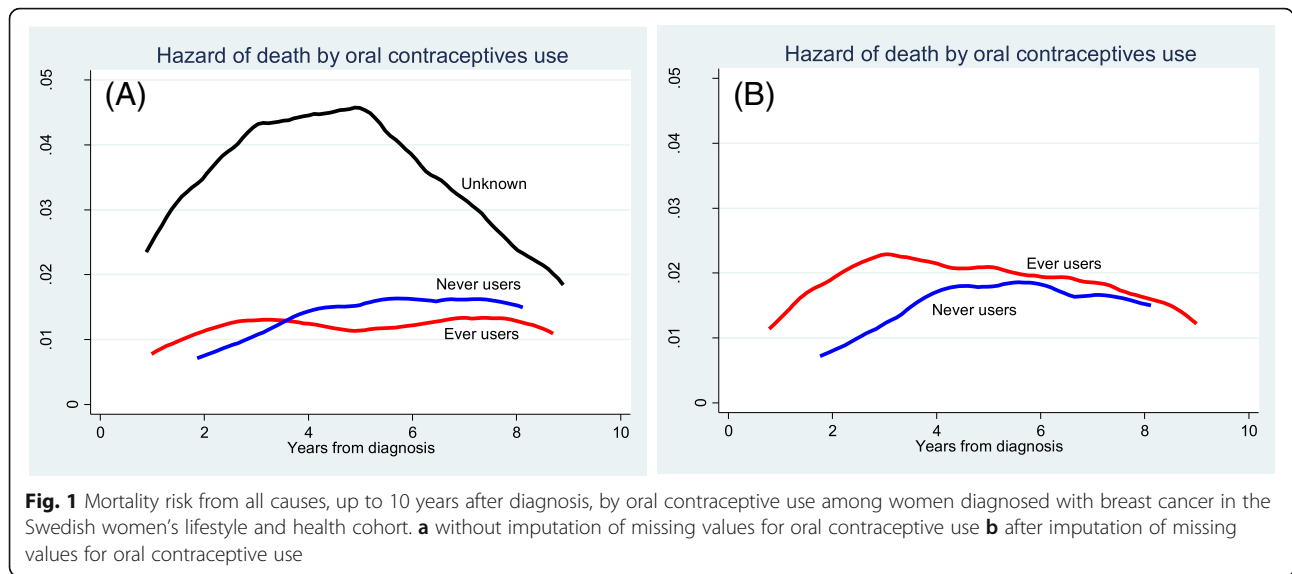 Hazard of death by oral contraceptives use
(A)
.05
.04
.03
.02
.01
0
Unknown
Never users
Ever users
0 2 4 6 8 10
Years from diagnosis
Hazard of death by oral contraceptives use
(B)
.05
.04
.03
.02
.01
0
Ever users
Never users
0 2 4 6 8 10
Years from diagnosis
Fig. 1 Mortality risk from all causes, up to 10 years after diagnosis, by oral contraceptive use among women diagnosed with breast cancer in the
Swedish women's lifestyle and health cohort. a without imputation of missing values for oral contraceptive use b after imputation of missing
values for oral contraceptive use